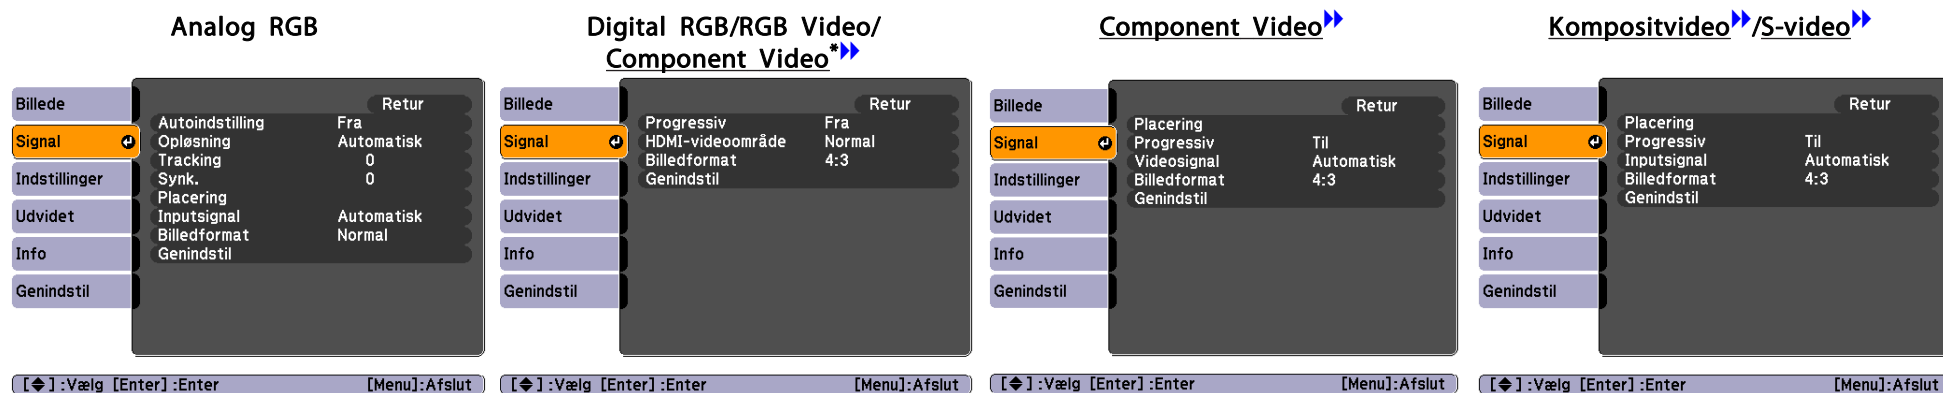 Analog RGB
Billede
Signal
Indstillinger
Udvidet
Info
Genindstil
Retur
Autoindstilling Fra
Opløsning Automatisk
Tracking 0
Synk. 0
Placering
Inputsignal Automatisk
Billedformat Normal
Genindstil
[◆]:Vælg [Enter]:Enter [Menu]:Afslut
Digital RGB/RGB Video/
Component Video*
Billede
Signal
Indstillinger
Udvidet
Info
Genindstil
Retur
Progressiv Fra
HDMI-videoområde Normal
Billedformat 4:3
Genindstil
[◆]:Vælg [Enter]:Enter [Menu]:Afslut
Component Video
Billede
Signal
Indstillinger
Udvidet
Info
Genindstil
Retur
Placering
Progressiv Til
Videosignal Automatisk
Billedformat 4:3
Genindstil
[◆]:Vælg [Enter]:Enter [Menu]:Afslut
Kompositvideo/S-video
Billede
Signal
Indstillinger
Udvidet
Info
Genindstil
Retur
Placering
Progressiv Til
Inputsignal Automatisk
Billedformat 4:3
Genindstil
[◆]:Vælg [Enter]:Enter [Menu]:Afslut